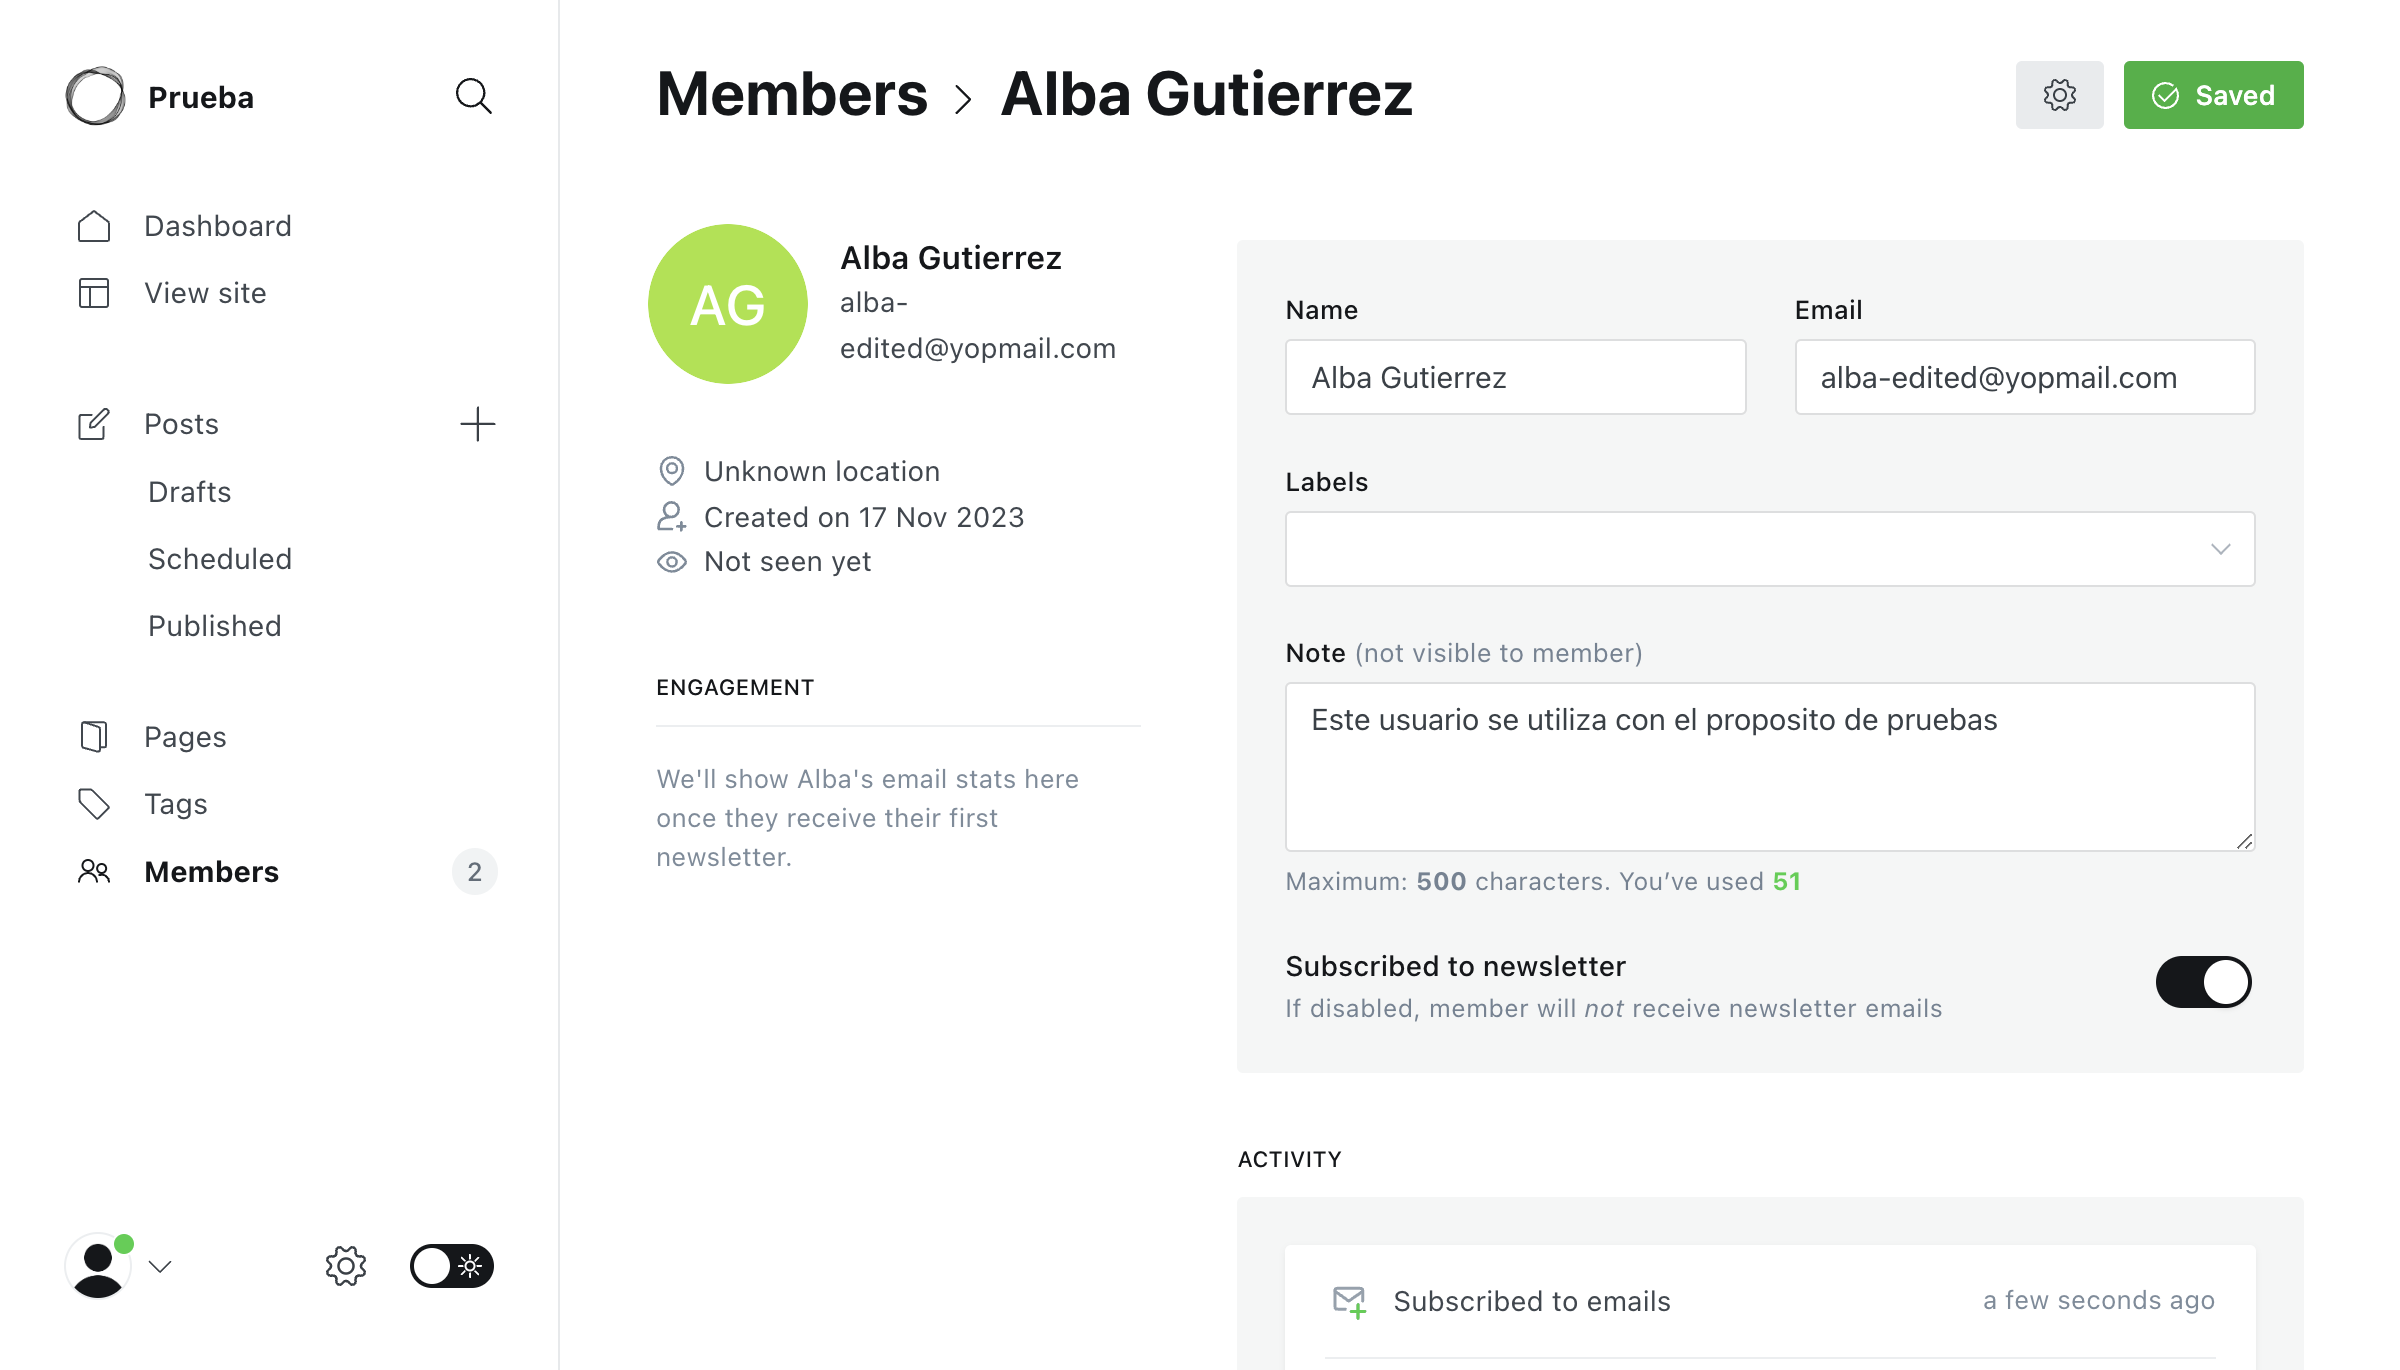 Prueba
Dashboard
View site
Posts
Drafts
Scheduled
Published
Pages
Tags
Members 2
Members > Alba Gutierrez
Saved
AG
Alba Gutierrez
alba-
edited@yopmail.com
Unknown location
Created on 17 Nov 2023
Not seen yet
ENGAGEMENT
We'll show Alba's email stats here
once they receive their first
newsletter.
Name
Alba Gutierrez
Email
alba-edited@yopmail.com
Labels
Note (not visible to member)
Este usuario se utiliza con el proposito de pruebas
Maximum: 500 characters. You’ve used 51
Subscribed to newsletter
If disabled, member will not receive newsletter emails
ACTIVITY
Subscribed to emails
a few seconds ago